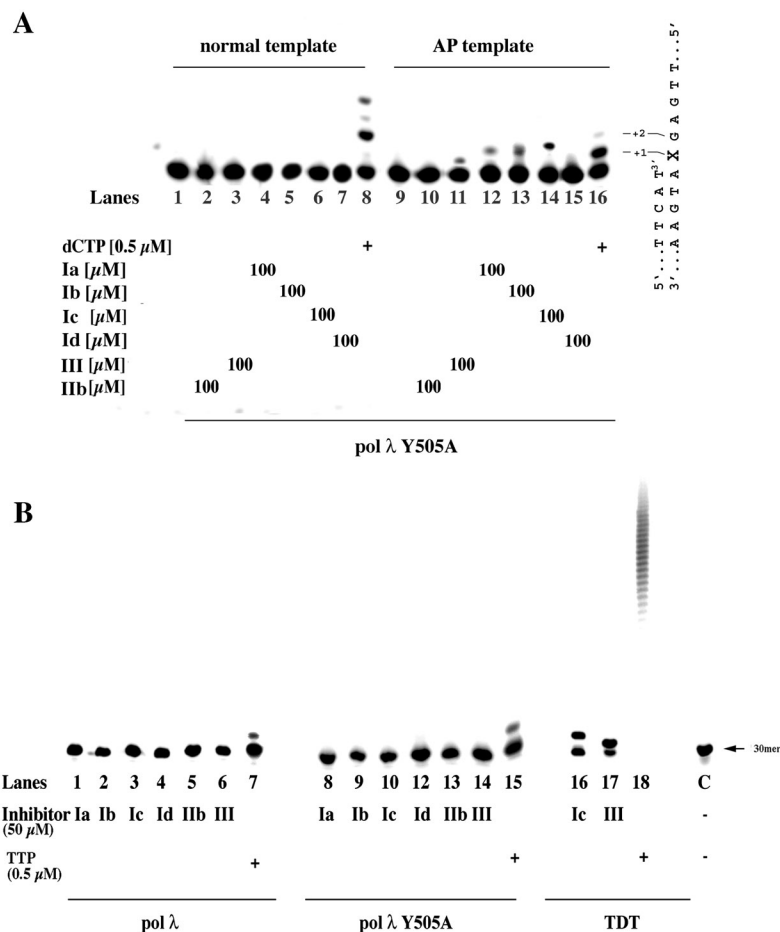 A
normal template AP template
+2
+1
5'...TTCAT3'
3'...AAGTAXGAGTT...5'
Lanes 1 2 3 4 5 6 7 8 9 10 11 12 13 14 15 16
dCTP [0.5 µM] + +
Ia [µM] 100 100
Ib [µM] 100 100
Ic [µM] 100 100
Id [µM] 100 100
III [µM] 100 100
IIb [µM] 100 100
pol λ Y505A
B
30mer
Lanes 1 2 3 4 5 6 7 8 9 10 12 13 14 15 16 17 18 C
Inhibitor Ia Ib Ic Id IIb III Ia Ib Ic Id IIb III Ic III -
(50 µM)
TTP + + + -
(0.5 µM)
pol λ pol λ Y505A TDT